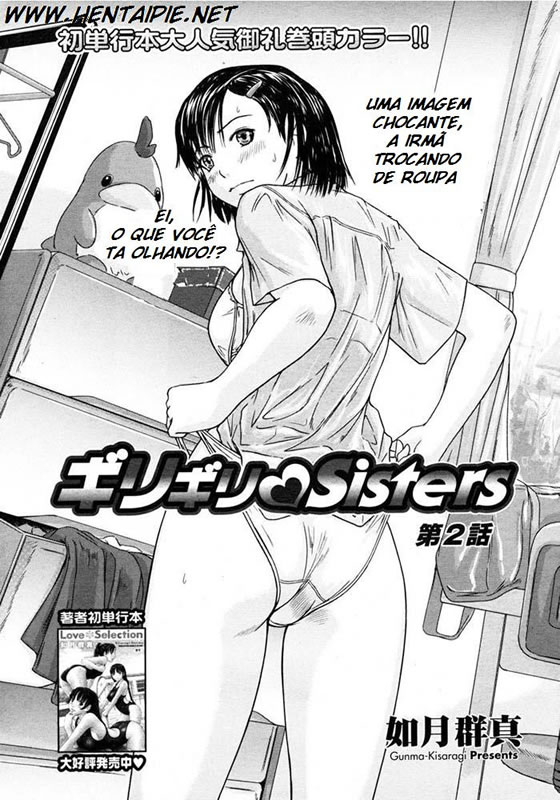 WWW.HENTAIPIE.NET
初単行本大人気御礼巻頭カラー!!
UMA IMAGEM
CHOCANTE,
A IRMÃ
TROCANDO
DE ROUPA
EI,
O QUE VOCÊ
TA OLHANDO!?
ギリギリ♥Sisters
第2話
著者初単行本
Love Selection
大好評発売中♥
如月群真
Gunma-Kisaragi Presents